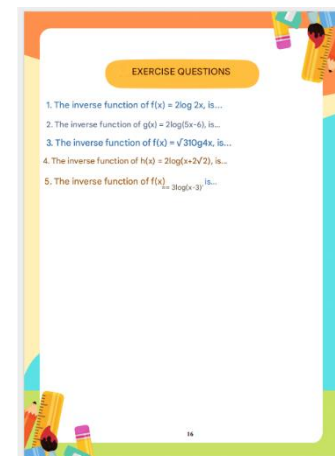 EXERCISE QUESTIONS
1. The inverse function of f(x) = 2log 2x, is...
2. The inverse function of g(x) = 2log(5x-6), is...
3. The inverse function of f(x) = √310g4x, is...
4. The inverse function of h(x) = 2log(x+2√2), is...
5. The inverse function of f(x) = 3log(x-3)' is...
16